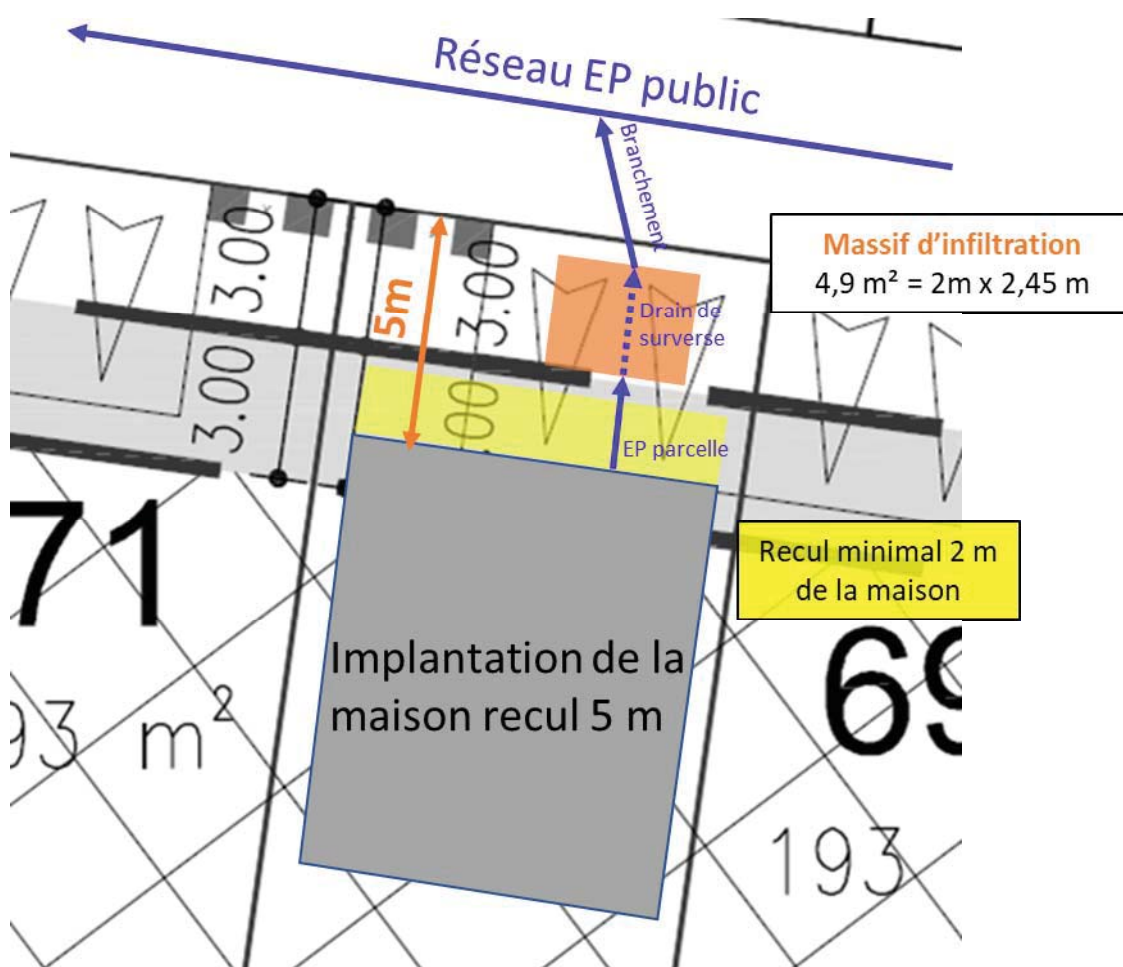 Réseau EP public
Branchement
Massif d'infiltration
4,9 m² = 2m x 2,45 m
3.00
5m
3.00
Drain de
surverse
3.00
.00
EP parcelle
71
93 m²
Recul minimal 2 m
de la maison
Implantation de la
maison recul 5 m
69
193